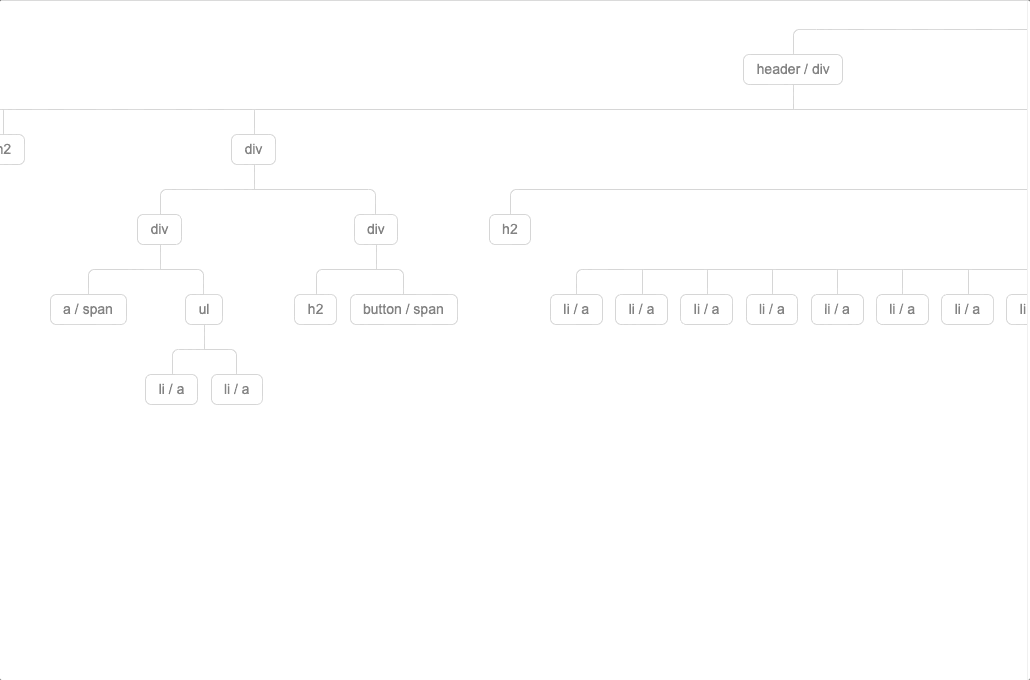 header / div
h2
div
div
div
h2
a / span
ul
h2
button / span
li / a
li / a
li / a
li / a
li / a
li / a
li / a
li
li / a
li / a